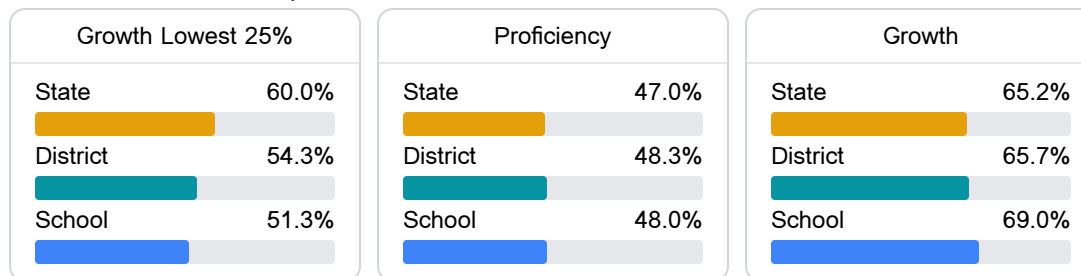 Growth Lowest 25%
State 60.0%
District 54.3%
School 51.3%
Proficiency
State 47.0%
District 48.3%
School 48.0%
Growth
State 65.2%
District 65.7%
School 69.0%